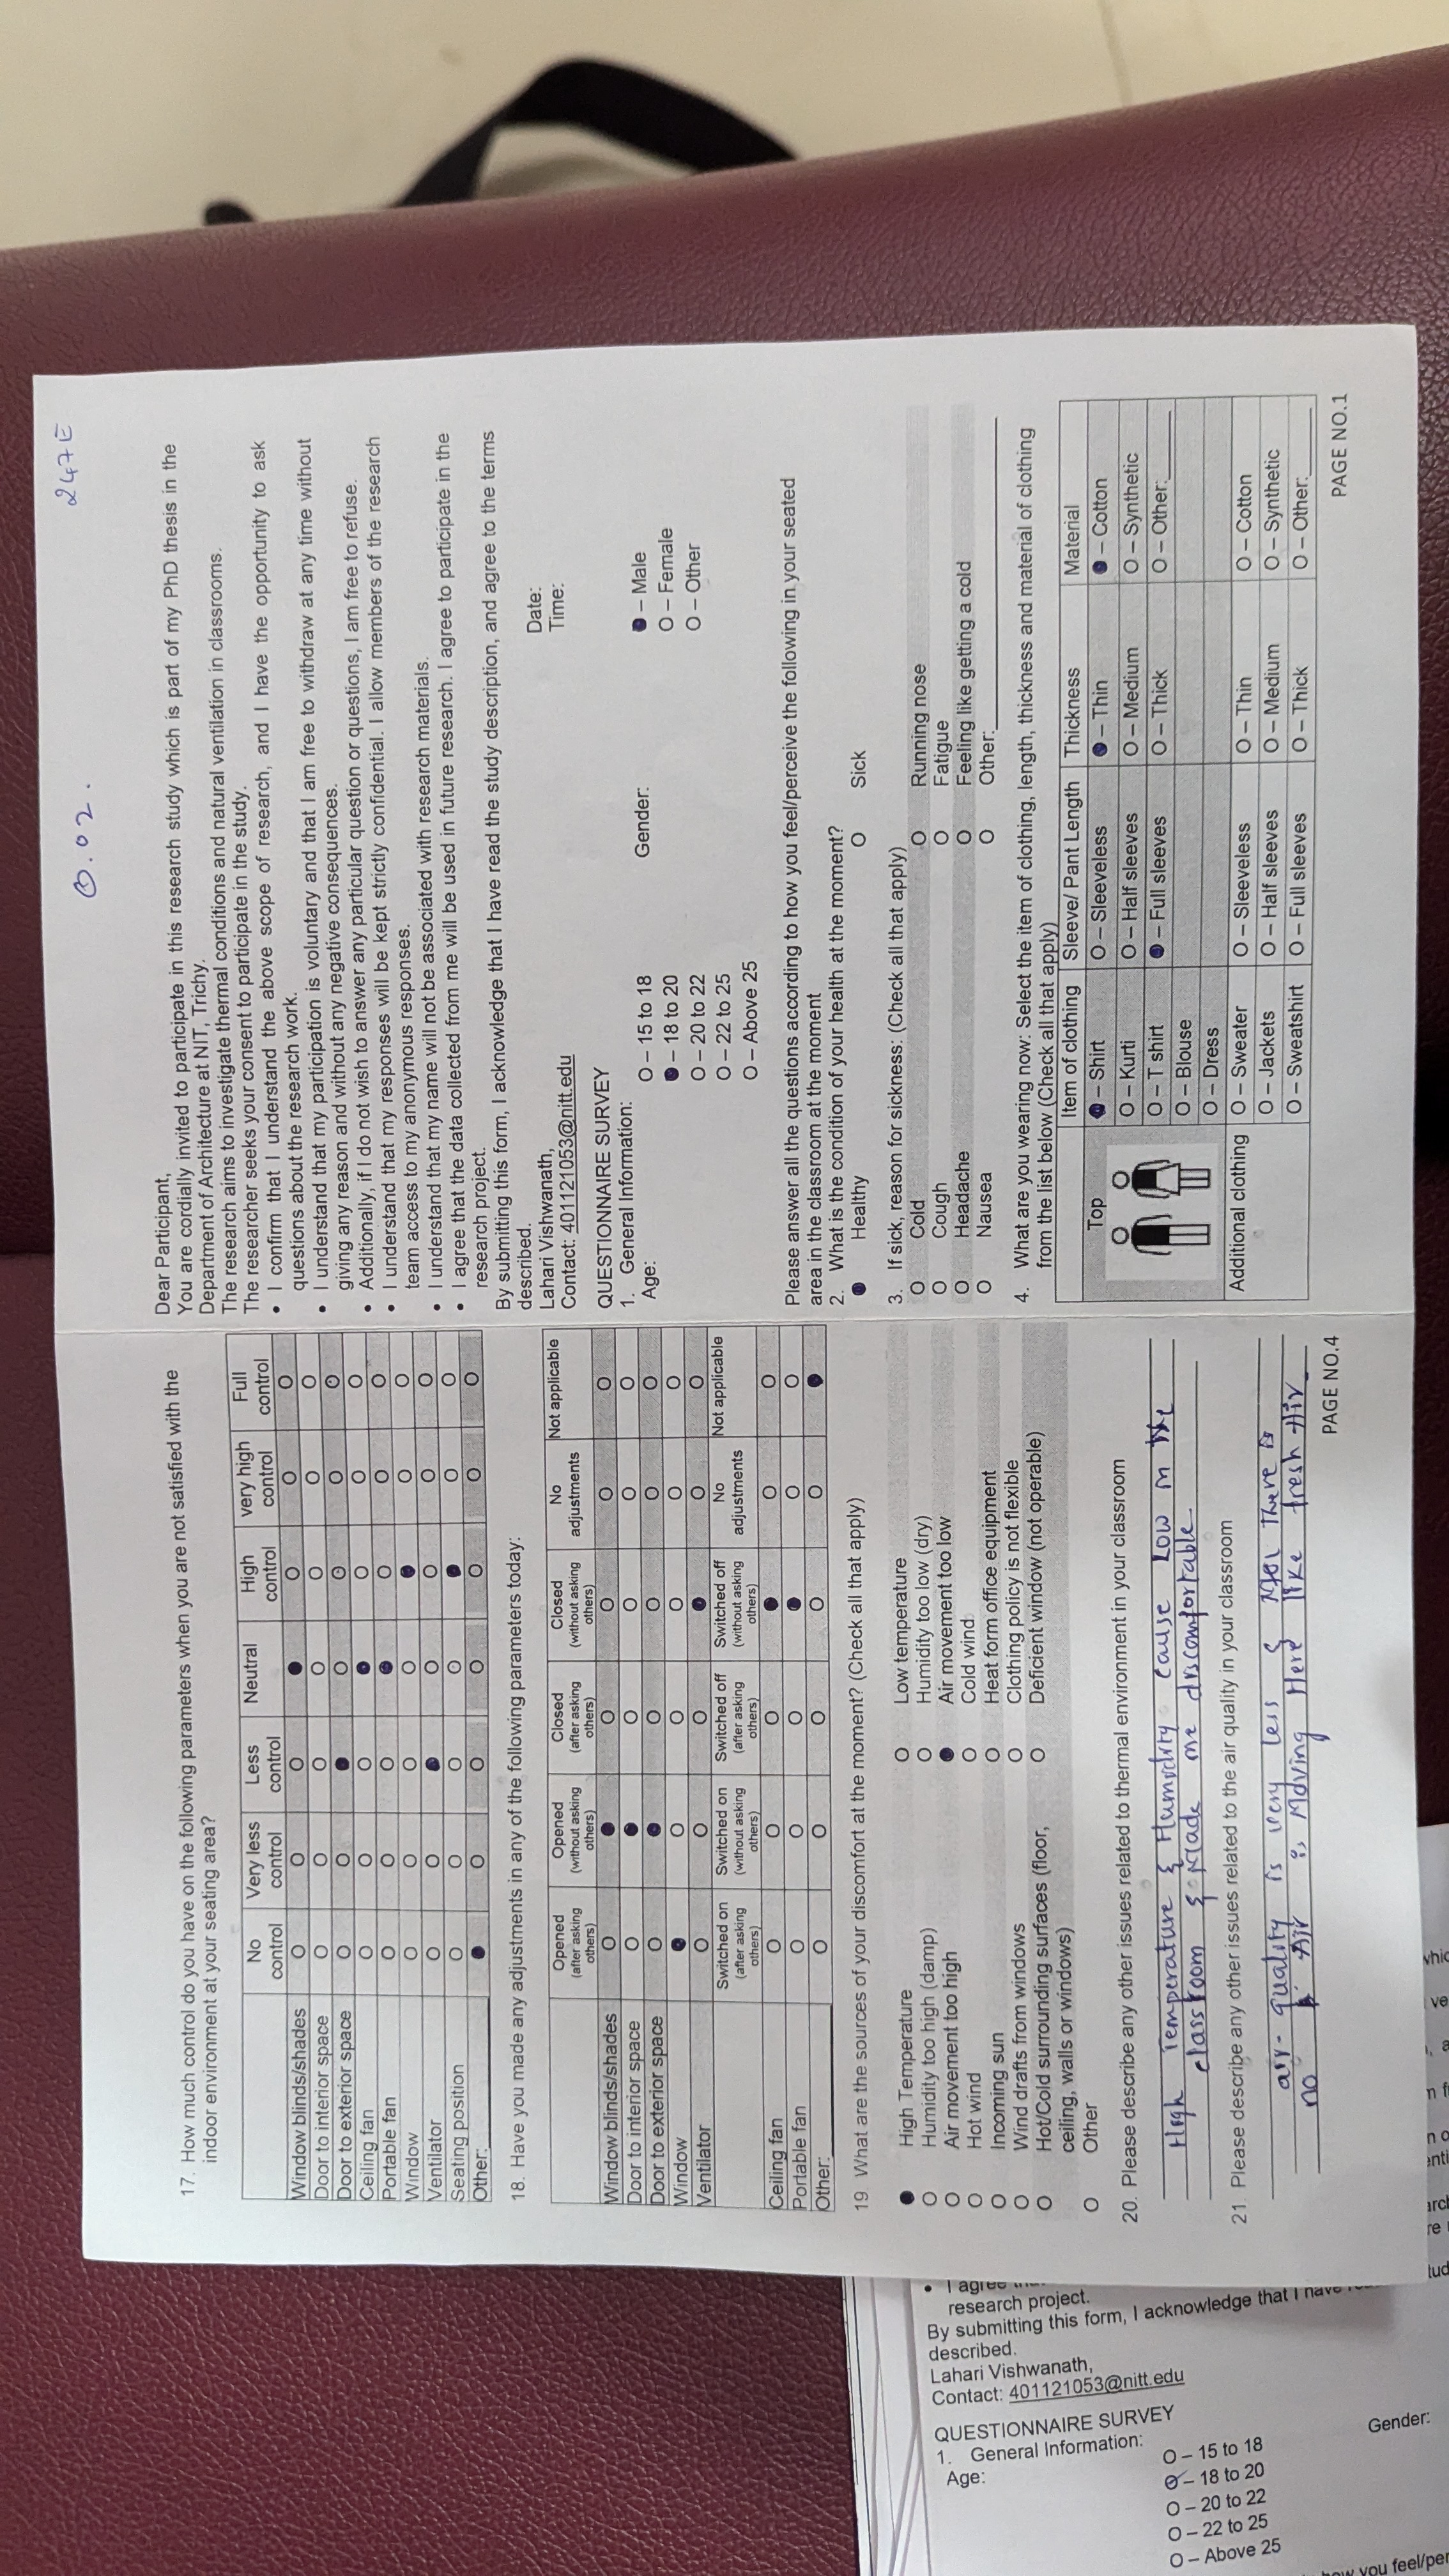 17. How much control do you have on the following parameters when you are not satisfied with the
indoor environment at your seating area?
No control Very less control Less control Neutral High control very high control Full control
Window blinds/shades O O O ● O O O
Door to interior space O O O O O O O
Door to exterior space O O ● O O O O
Ceiling fan O O O ● O O O
Portable fan O O O ● O O O
Window O O O O ● O O
Ventilator O O ● O O O O
Seating position O O O O ● O O
Other: ● O O O O O O
18. Have you made any adjustments in any of the following parameters today:
Opened (after asking others) Opened (without asking others) Closed (after asking others) Closed (without asking others) No adjustments Not applicable
Window blinds/shades O ● O O O O
Door to interior space O ● O O O O
Door to exterior space O ● O O O O
Window ● O O O O O
Ventilator O O O ● O O
Switched on (after asking others) Switched on (without asking others) Switched off (after asking others) Switched off (without asking others) No adjustments Not applicable
Ceiling fan O O O ● O O
Portable fan O O O ● O O
Other: O O O O O ●
19 What are the sources of your discomfort at the moment? (Check all that apply)
● High Temperature O Low temperature
O Humidity too high (damp) O Humidity too low (dry)
O Air movement too high ● Air movement too low
O Hot wind O Cold wind
O Incoming sun O Heat form office equipment
O Wind drafts from windows O Clothing policy is not flexible
O Hot/Cold surrounding surfaces (floor, O Deficient window (not operable)
ceiling, walls or windows)
O Other
20. Please describe any other issues related to thermal environment in your classroom
High Temperature & Humidity cause Low in the
classroom & Made me discomfortable
21. Please describe any other issues related to the air quality in your classroom
air-quality is very less & There is
no Air is Moving Here like fresh Air
PAGE NO.4
0.02.
247E
Dear Participant,
You are cordially invited to participate in this research study which is part of my PhD thesis in the
Department of Architecture at NIT, Trichy.
The research aims to investigate thermal conditions and natural ventilation in classrooms.
The researcher seeks your consent to participate in the study.
• I confirm that I understand the above scope of research, and I have the opportunity to ask
questions about the research work.
• I understand that my participation is voluntary and that I am free to withdraw at any time without
giving any reason and without any negative consequences.
• Additionally, if I do not wish to answer any particular question or questions, I am free to refuse.
• I understand that my responses will be kept strictly confidential. I allow members of the research
team access to my anonymous responses.
• I understand that my name will not be associated with research materials.
• I agree that the data collected from me will be used in future research. I agree to participate in the
research project.
By submitting this form, I acknowledge that I have read the study description, and agree to the terms
described.
Lahari Vishwanath,
Contact: 401121053@nitt.edu
Date:
Time:
QUESTIONNAIRE SURVEY
1. General Information:
Age:
O – 15 to 18
● – 18 to 20
O – 20 to 22
O – 22 to 25
O – Above 25
Gender:
● – Male
O – Female
O – Other
Please answer all the questions according to how you feel/perceive the following in your seated
area in the classroom at the moment
2. What is the condition of your health at the moment?
● Healthy O Sick
3. If sick, reason for sickness: (Check all that apply)
O Cold O Running nose
O Cough O Fatigue
O Headache O Feeling like getting a cold
O Nausea O Other:
4. What are you wearing now: Select the item of clothing, length, thickness and material of clothing
from the list below (Check all that apply)
Item of clothing Sleeve/ Pant Length Thickness Material
Top
● – Shirt O – Sleeveless ● – Thin ● – Cotton
O – Kurti O – Half sleeves O – Medium O – Synthetic
O – T shirt ● – Full sleeves O – Thick O – Other:
O – Blouse
O – Dress
Additional clothing O – Sweater O – Sleeveless O – Thin O – Cotton
O – Jackets O – Half sleeves O – Medium O – Synthetic
O – Sweatshirt O – Full sleeves O – Thick O – Other:
PAGE NO.1
research project.
By submitting this form, I acknowledge that I have
described.
Lahari Vishwanath,
Contact: 401121053@nitt.edu
QUESTIONNAIRE SURVEY
1. General Information:
Age:
O – 15 to 18
O – 18 to 20
O – 20 to 22
O – 22 to 25
O – Above 25
Gender: